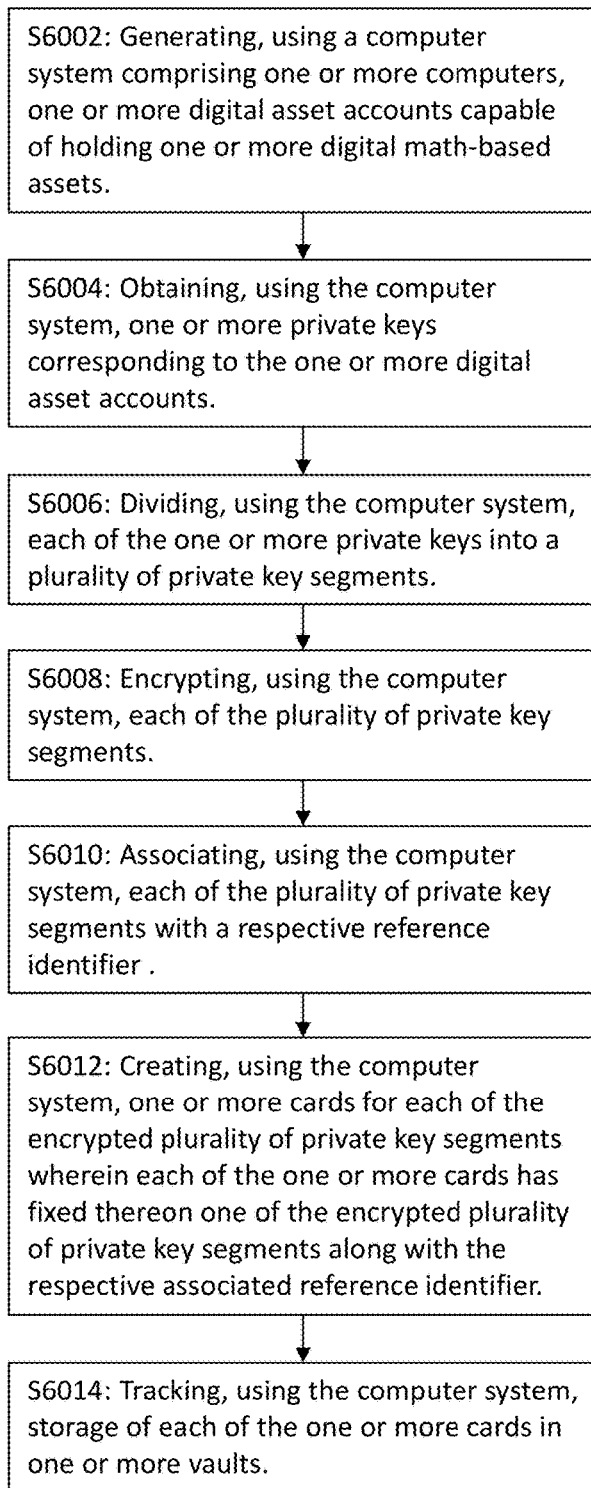 S6002: Generating, using a computer
system comprising one or more computers,
one or more digital asset accounts capable
of holding one or more digital math-based
assets.
S6004: Obtaining, using the computer
system, one or more private keys
corresponding to the one or more digital
asset accounts.
S6006: Dividing, using the computer system,
each of the one or more private keys into a
plurality of private key segments.
S6008: Encrypting, using the computer
system, each of the plurality of private key
segments.
S6010: Associating, using the computer
system, each of the plurality of private key
segments with a respective reference
identifier .
S6012: Creating, using the computer
system, one or more cards for each of the
encrypted plurality of private key segments
wherein each of the one or more cards has
fixed thereon one of the encrypted plurality
of private key segments along with the
respective associated reference identifier.
S6014: Tracking, using the computer system,
storage of each of the one or more cards in
one or more vaults.